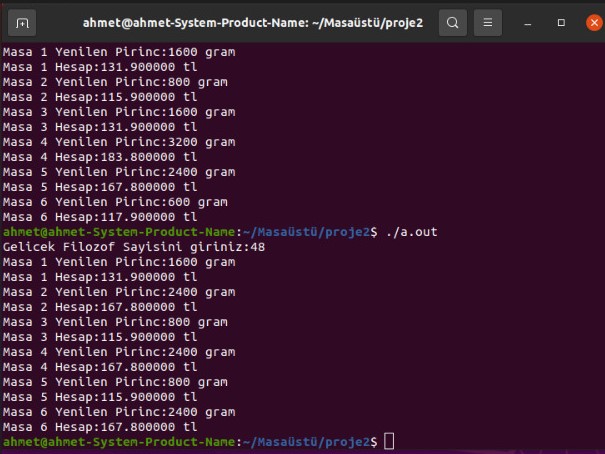 ahmet@ahmet-System-Product-Name: ~/Masaüstü/proje2
Masa 1 Yenilen Pirinc:1600 gram
Masa 1 Hesap:131.900000 tl
Masa 2 Yenilen Pirinc:800 gram
Masa 2 Hesap:115.900000 tl
Masa 3 Yenilen Pirinc:1600 gram
Masa 3 Hesap:131.900000 tl
Masa 4 Yenilen Pirinc:3200 gram
Masa 4 Hesap:183.800000 tl
Masa 5 Yenilen Pirinc:2400 gram
Masa 5 Hesap:167.800000 tl
Masa 6 Yenilen Pirinc:600 gram
Masa 6 Hesap:117.900000 tl
ahmet@ahmet-System-Product-Name:~/Masaüstü/proje2$ ./a.out
Gelicek Filozof Sayisini giriniz:48
Masa 1 Yenilen Pirinc:1600 gram
Masa 1 Hesap:131.900000 tl
Masa 2 Yenilen Pirinc:2400 gram
Masa 2 Hesap:167.800000 tl
Masa 3 Yenilen Pirinc:800 gram
Masa 3 Hesap:115.900000 tl
Masa 4 Yenilen Pirinc:2400 gram
Masa 4 Hesap:167.800000 tl
Masa 5 Yenilen Pirinc:800 gram
Masa 5 Hesap:115.900000 tl
Masa 6 Yenilen Pirinc:2400 gram
Masa 6 Hesap:167.800000 tl
ahmet@ahmet-System-Product-Name:~/Masaüstü/proje2$